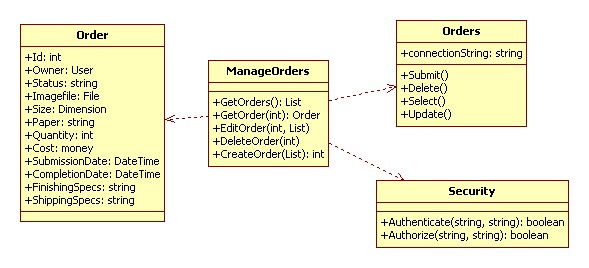 Order
+Id: int
+Owner: User
+Status: string
+Imagefile: File
+Size: Dimension
+Paper: string
+Quantity: int
+Cost: money
+SubmissionDate: DateTime
+CompletionDate: DateTime
+FinishingSpecs: string
+ShippingSpecs: string
ManageOrders
+GetOrders(): List
+GetOrder(int): Order
+EditOrder(int, List)
+DeleteOrder(int)
+CreateOrder(List): int
Orders
+connectionString: string
+Submit()
+Delete()
+Select()
+Update()
Security
+Authenticate(string, string): boolean
+Authorize(string, string): boolean